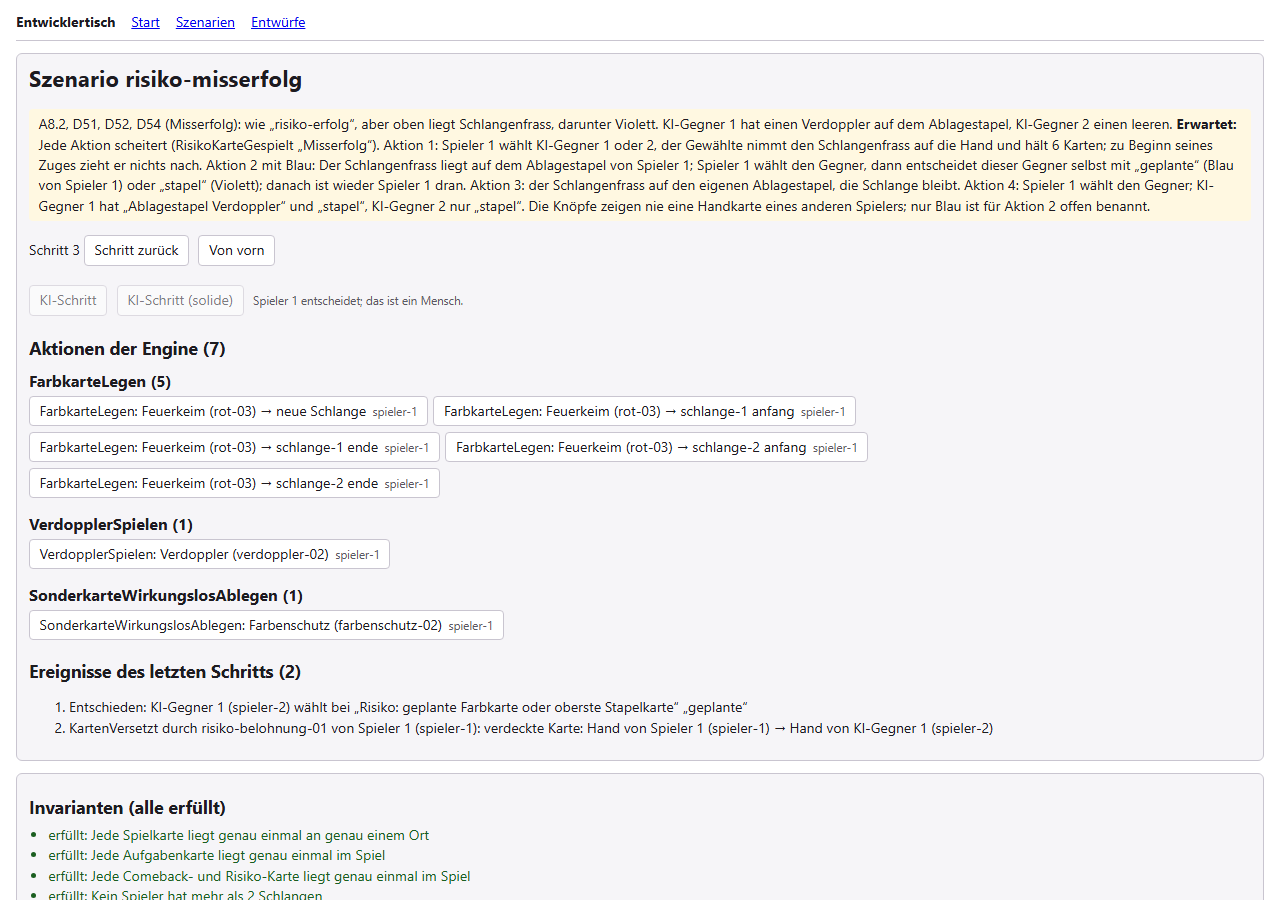 Entwicklertisch Start Szenarien Entwürfe
Szenario risiko-misserfolg
A8.2, D51, D52, D54 (Misserfolg): wie „risiko-erfolg“, aber oben liegt Schlangenfrass, darunter Violett. KI-Gegner 1 hat einen Verdoppler auf dem Ablagestapel, KI-Gegner 2 einen leeren. Erwartet:
Jede Aktion scheitert (RisikoKarteGespielt „Misserfolg“). Aktion 1: Spieler 1 wählt KI-Gegner 1 oder 2, der Gewählte nimmt den Schlangenfrass auf die Hand und hält 6 Karten; zu Beginn seines
Zuges zieht er nichts nach. Aktion 2 mit Blau: Der Schlangenfrass liegt auf dem Ablagestapel von Spieler 1; Spieler 1 wählt den Gegner, dann entscheidet dieser Gegner selbst mit „geplante“ (Blau
von Spieler 1) oder „stapel“ (Violett); danach ist wieder Spieler 1 dran. Aktion 3: der Schlangenfrass auf den eigenen Ablagestapel, die Schlange bleibt. Aktion 4: Spieler 1 wählt den Gegner; KI-
Gegner 1 hat „Ablagestapel Verdoppler“ und „stapel“, KI-Gegner 2 nur „stapel“. Die Knöpfe zeigen nie eine Handkarte eines anderen Spielers; nur Blau ist für Aktion 2 offen benannt.
Schritt 3 Schritt zurück Von vorn
KI-Schritt KI-Schritt (solide) Spieler 1 entscheidet; das ist ein Mensch.
Aktionen der Engine (7)
FarbkarteLegen (5)
FarbkarteLegen: Feuerkeim (rot-03) → neue Schlange spieler-1 FarbkarteLegen: Feuerkeim (rot-03) → schlange-1 anfang spieler-1
FarbkarteLegen: Feuerkeim (rot-03) → schlange-1 ende spieler-1 FarbkarteLegen: Feuerkeim (rot-03) → schlange-2 anfang spieler-1
FarbkarteLegen: Feuerkeim (rot-03) → schlange-2 ende spieler-1
VerdopplerSpielen (1)
VerdopplerSpielen: Verdoppler (verdoppler-02) spieler-1
SonderkarteWirkungslosAblegen (1)
SonderkarteWirkungslosAblegen: Farbenschutz (farbenschutz-02) spieler-1
Ereignisse des letzten Schritts (2)
1. Entschieden: KI-Gegner 1 (spieler-2) wählt bei „Risiko: geplante Farbkarte oder oberste Stapelkarte“ „geplante“
2. KartenVersetzt durch risiko-belohnung-01 von Spieler 1 (spieler-1): verdeckte Karte: Hand von Spieler 1 (spieler-1) → Hand von KI-Gegner 1 (spieler-2)
Invarianten (alle erfüllt)
erfüllt: Jede Spielkarte liegt genau einmal an genau einem Ort
erfüllt: Jede Aufgabenkarte liegt genau einmal im Spiel
erfüllt: Jede Comeback- und Risiko-Karte liegt genau einmal im Spiel
erfüllt: Kein Spieler hat mehr als 2 Schlangen